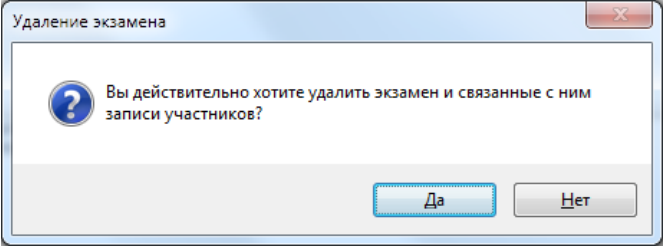 Удаление экзамена
Вы действительно хотите удалить экзамен и связанные с ним
записи участников?
Да
Нет